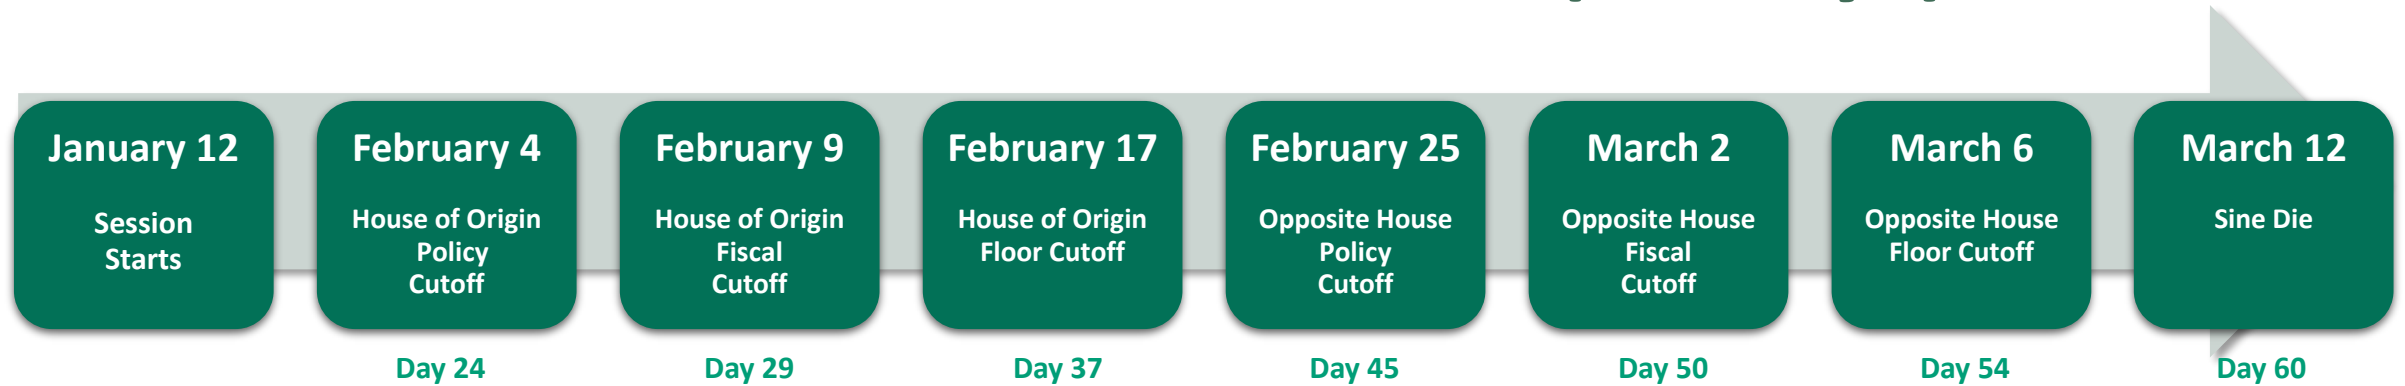 January 12
Session
Starts
February 4
House of Origin
Policy
Cutoff
Day 24
February 9
House of Origin
Fiscal
Cutoff
Day 29
February 17
House of Origin
Floor Cutoff
Day 37
February 25
Opposite House
Policy
Cutoff
Day 45
March 2
Opposite House
Fiscal
Cutoff
Day 50
March 6
Opposite House
Floor Cutoff
Day 54
March 12
Sine Die
Day 60